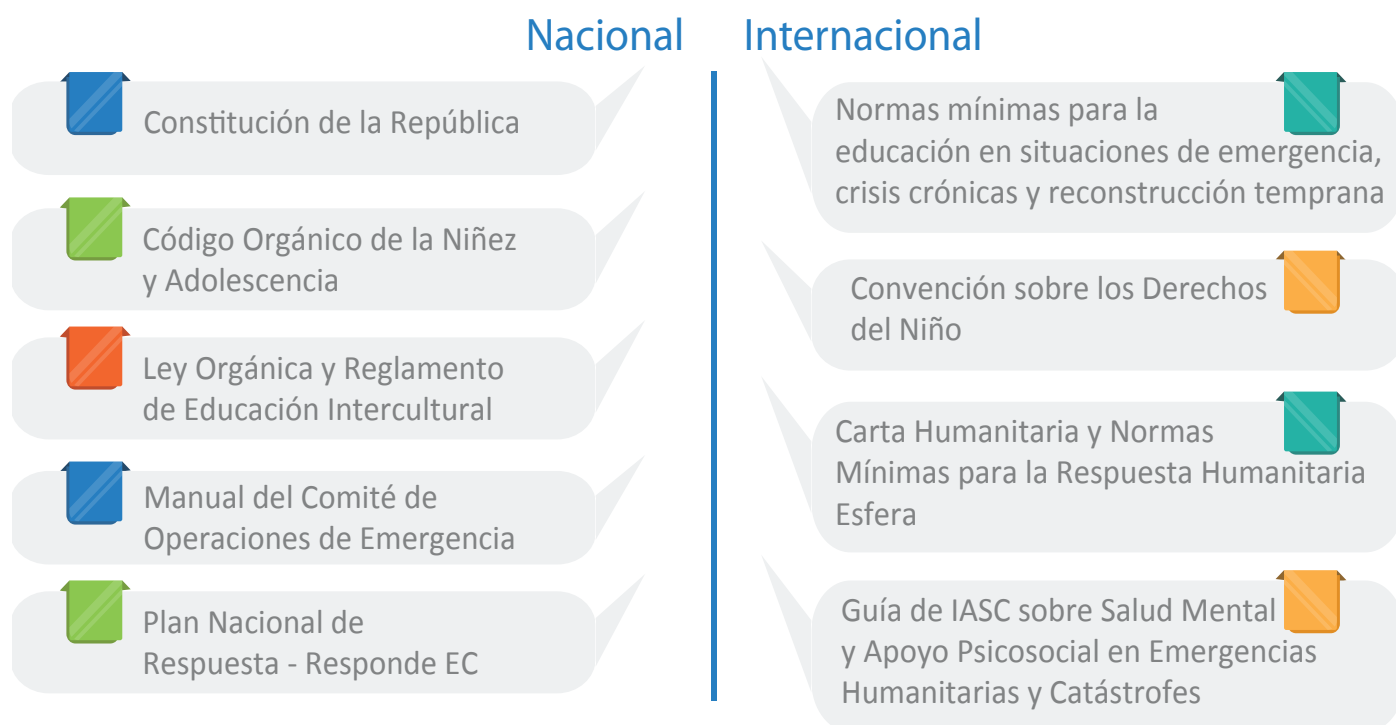 Nacional
Internacional
Constitución de la República
Código Orgánico de la Niñez
y Adolescencia
Ley Orgánica y Reglamento
de Educación Intercultural
Manual del Comité de
Operaciones de Emergencia
Plan Nacional de
Respuesta - Responde EC
Normas mínimas para la
educación en situaciones de emergencia,
crisis crónicas y reconstrucción temprana
Convención sobre los Derechos
del Niño
Carta Humanitaria y Normas
Mínimas para la Respuesta Humanitaria
Esfera
Guía de IASC sobre Salud Mental
y Apoyo Psicosocial en Emergencias
Humanitarias y Catástrofes